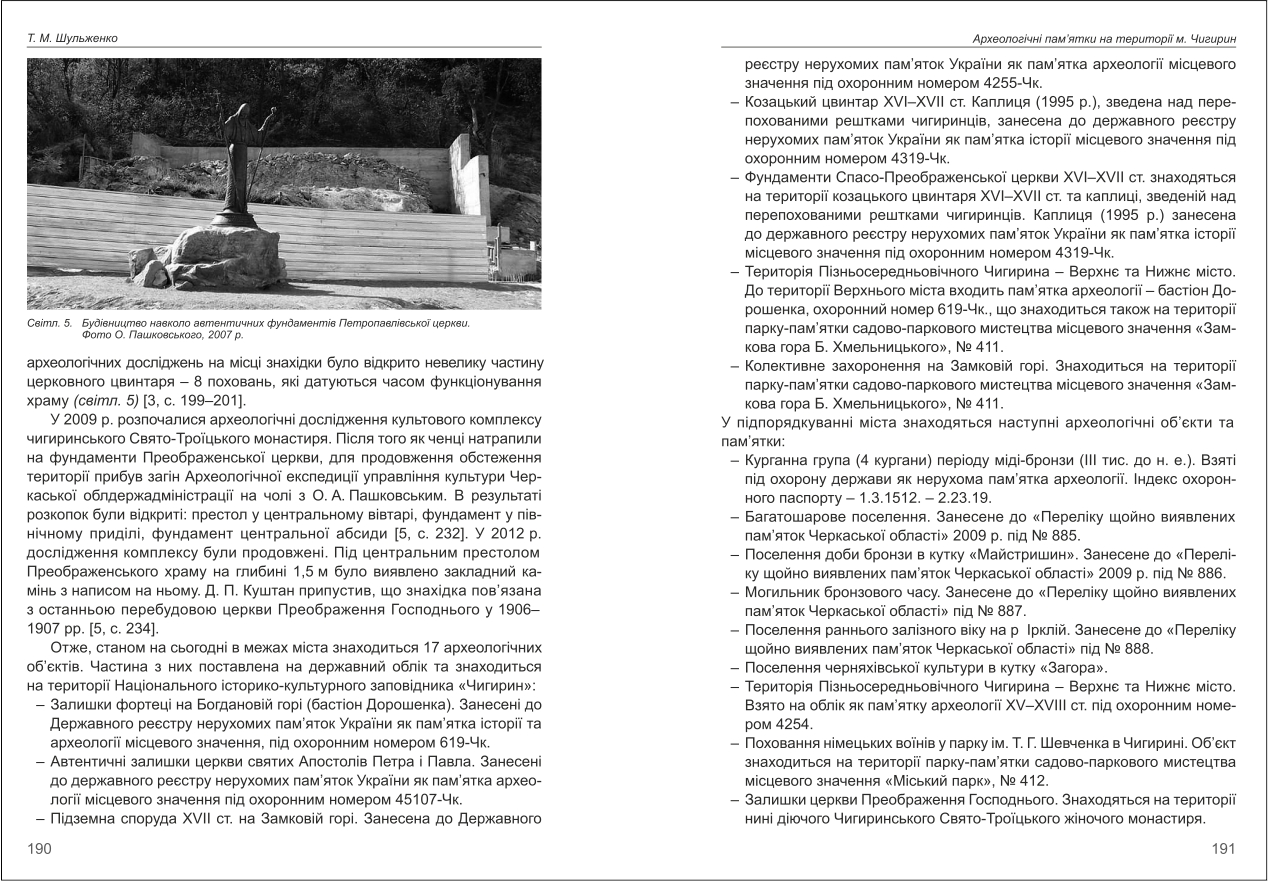 Т. М. Шульженко
Світл. 5. Будівництво навколо автентичних фундаментів Петропавлівської церкви.
Фото О. Пашковського, 2007 р.
археологічних досліджень на місці знахідки було відкрито невелику частину
церковного цвинтаря – 8 поховань, які датуються часом функціонування
храму (світл. 5) [3, с. 199–201].
У 2009 р. розпочалися археологічні дослідження культового комплексу
чигиринського Свято-Троїцького монастиря. Після того як ченці натрапили
на фундаменти Преображенської церкви, для продовження обстеження
території прибув загін Археологічної експедиції управління культури Чер-
каської облдержадміністрації на чолі з О. А. Пашковським. В результаті
розкопок були відкриті: престол у центральному вівтарі, фундамент у пів-
нічному приділі, фундамент центральної абсиди [5, с. 232]. У 2012 р.
дослідження комплексу були продовжені. Під центральним престолом
Преображенського храму на глибині 1,5 м було виявлено закладний ка-
мінь з написом на ньому. Д. П. Куштан припустив, що знахідка пов’язана
з останньою перебудовою церкви Преображення Господнього у 1906–
1907 рр. [5, с. 234].
Отже, станом на сьогодні в межах міста знаходиться 17 археологічних
об’єктів. Частина з них поставлена на державний облік та знаходиться
на території Національного історико-культурного заповідника «Чигирин»:
– Залишки фортеці на Богдановій горі (бастіон Дорошенка). Занесені до
Державного реєстру нерухомих пам’яток України як пам’ятка історії та
археології місцевого значення, під охоронним номером 619-Чк.
– Автентичні залишки церкви святих Апостолів Петра і Павла. Занесені
до державного реєстру нерухомих пам’яток України як пам’ятка архео-
логії місцевого значення під охоронним номером 45107-Чк.
– Підземна споруда XVII ст. на Замковій горі. Занесена до Державного
190
Археологічні пам’ятки на території м. Чигирин
реєстру нерухомих пам’яток України як пам’ятка археології місцевого
значення під охоронним номером 4255-Чк.
– Козацький цвинтар XVI–XVII ст. Каплиця (1995 р.), зведена над пере-
похованими рештками чигиринців, занесена до державного реєстру
нерухомих пам’яток України як пам’ятка історії місцевого значення під
охоронним номером 4319-Чк.
– Фундаменти Спасо-Преображенської церкви XVI–XVII ст. знаходяться
на території козацького цвинтаря XVI–XVII ст. та каплиці, зведеній над
перепохованими рештками чигиринців. Каплиця (1995 р.) занесена
до державного реєстру нерухомих пам’яток України як пам’ятка історії
місцевого значення під охоронним номером 4319-Чк.
– Територія Пізньосередньовічного Чигирина – Верхнє та Нижнє місто.
До території Верхнього міста входить пам’ятка археології – бастіон До-
рошенка, охоронний номер 619-Чк., що знаходиться також на території
парку-пам’ятки садово-паркового мистецтва місцевого значення «Зам-
кова гора Б. Хмельницького», № 411.
– Колективне захоронення на Замковій горі. Знаходиться на території
парку-пам’ятки садово-паркового мистецтва місцевого значення «Зам-
кова гора Б. Хмельницького», № 411.
У підпорядкуванні міста знаходяться наступні археологічні об’єкти та
пам’ятки:
– Курганна група (4 кургани) періоду міді-бронзи (III тис. до н. е.). Взяті
під охорону держави як нерухома пам’ятка археології. Індекс охорон-
ного паспорту – 1.3.1512. – 2.23.19.
– Багатошарове поселення. Занесене до «Переліку щойно виявлених
пам’яток Черкаської області» 2009 р. під № 885.
– Поселення доби бронзи в кутку «Майстришин». Занесене до «Перелі-
ку щойно виявлених пам’яток Черкаської області» 2009 р. під № 886.
– Могильник бронзового часу. Занесене до «Переліку щойно виявлених
пам’яток Черкаської області» під № 887.
– Поселення раннього залізного віку на р Ірклій. Занесене до «Переліку
щойно виявлених пам’яток Черкаської області» під № 888.
– Поселення черняхівської культури в кутку «Загора».
– Територія Пізньосередньовічного Чигирина – Верхнє та Нижнє місто.
Взято на облік як пам’ятку археології XV–XVIII ст. під охоронним номе-
ром 4254.
– Поховання німецьких воїнів у парку ім. Т. Г. Шевченка в Чигирині. Об’єкт
знаходиться на території парку-пам’ятки садово-паркового мистецтва
місцевого значення «Міський парк», № 412.
– Залишки церкви Преображення Господнього. Знаходяться на території
нині діючого Чигиринського Свято-Троїцького жіночого монастиря.
191